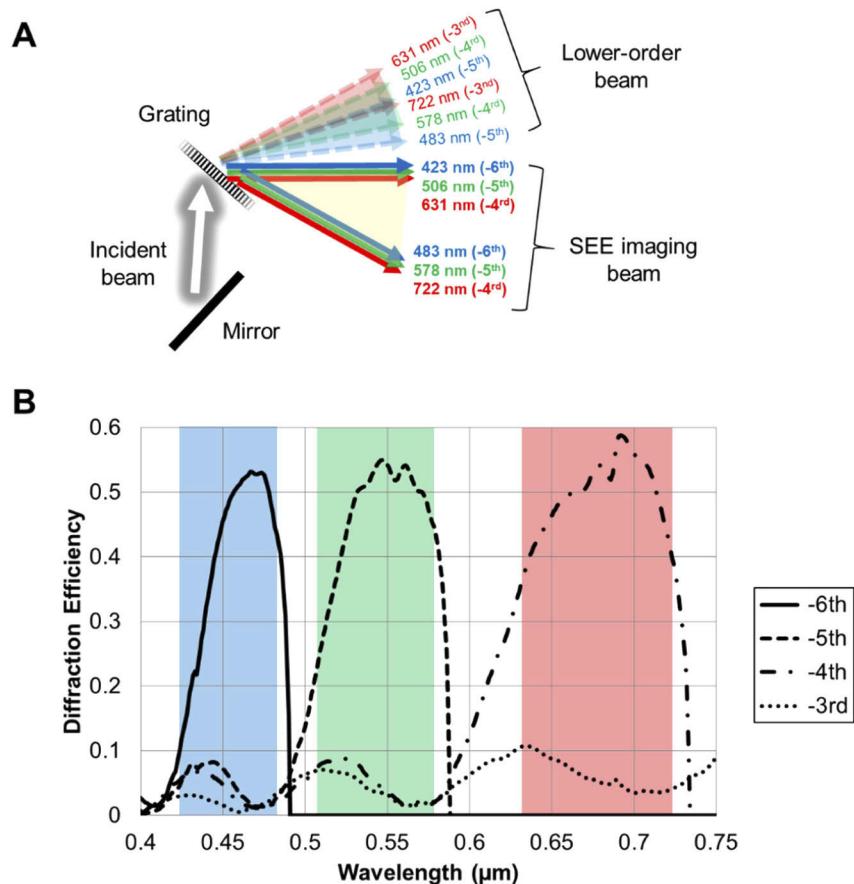 A
631 nm (-3ⁿᵈ)
506 nm (-4ʳᵈ)
423 nm (-5ᵗʰ)
722 nm (-3ⁿᵈ)
578 nm (-4ʳᵈ)
483 nm (-5ᵗʰ)
Lower-order
beam
Grating
423 nm (-6ᵗʰ)
506 nm (-5ᵗʰ)
631 nm (-4ʳᵈ)
Incident
beam
483 nm (-6ᵗʰ)
578 nm (-5ᵗʰ)
722 nm (-4ʳᵈ)
SEE imaging
beam
Mirror
B
Diffraction Efficiency
0.6
0.5
0.4
0.3
0.2
0.1
0
0.4
0.45
0.5
0.55
0.6
0.65
0.7
0.75
Wavelength (µm)
-6th
-5th
-4th
-3rd